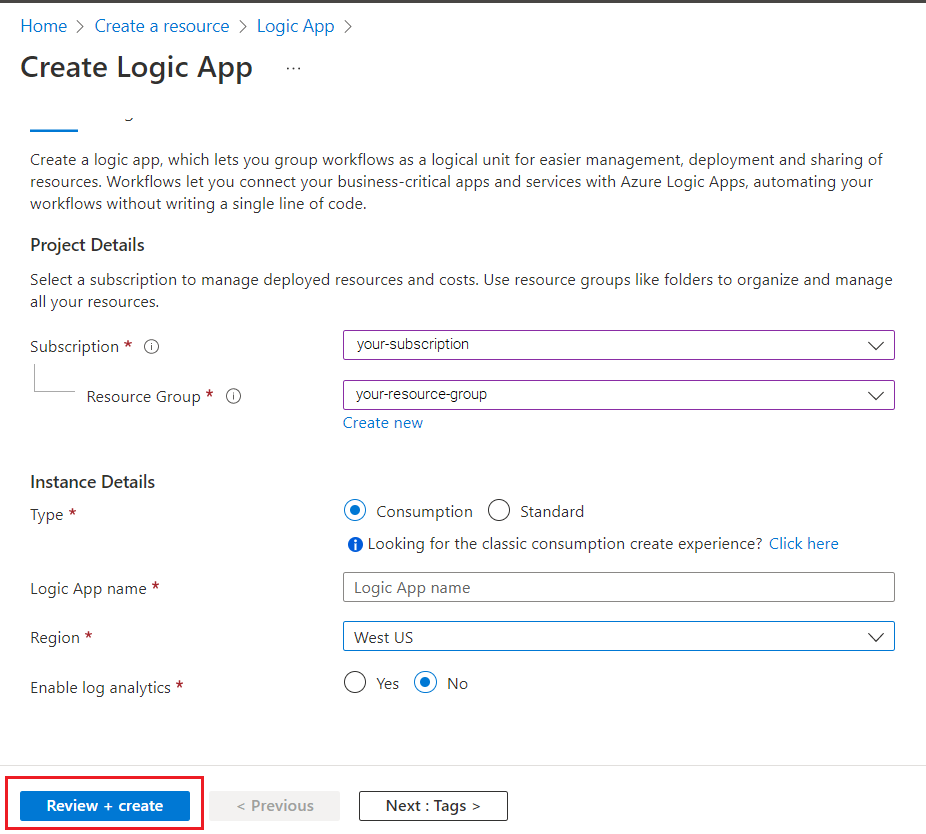 Home > Create a resource > Logic App >
Create Logic App ...
Create a logic app, which lets you group workflows as a logical unit for easier management, deployment and sharing of
resources. Workflows let you connect your business-critical apps and services with Azure Logic Apps, automating your
workflows without writing a single line of code.
Project Details
Select a subscription to manage deployed resources and costs. Use resource groups like folders to organize and manage
all your resources.
Subscription * your-subscription
Resource Group * your-resource-group
Create new
Instance Details
Type * Consumption Standard
Looking for the classic consumption create experience? Click here
Logic App name * Logic App name
Region * West US
Enable log analytics * Yes No
Review + create < Previous Next : Tags >